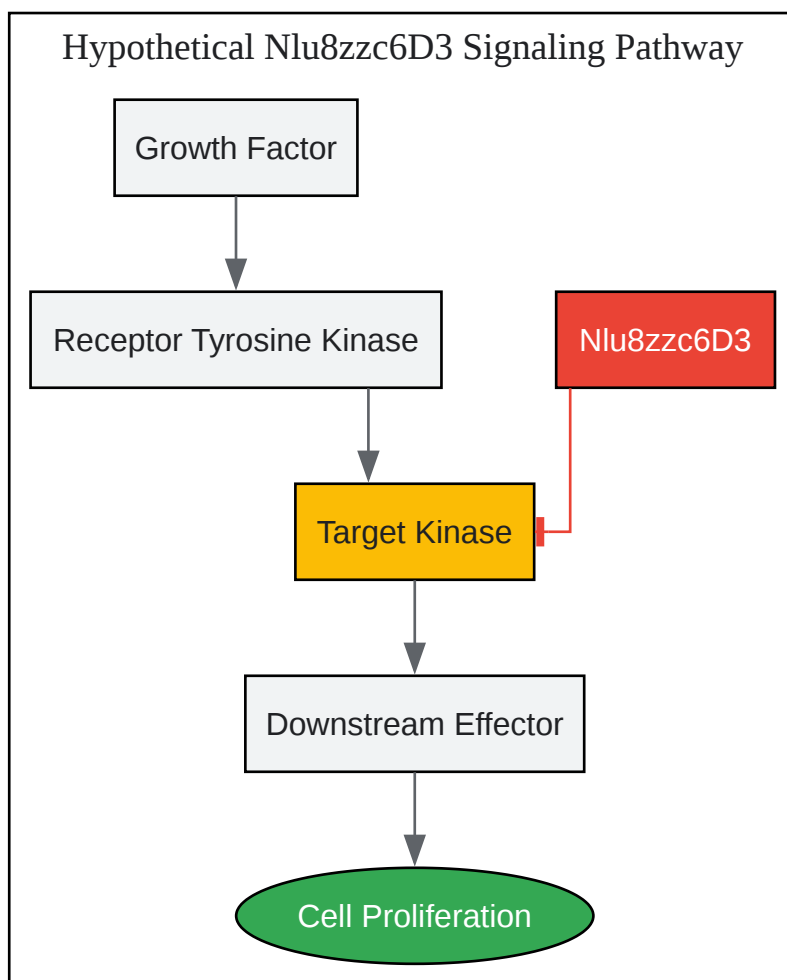 Hypothetical Nlu8zzc6D3 Signaling Pathway
Growth Factor
Receptor Tyrosine Kinase
Nlu8zzc6D3
Target Kinase
Downstream Effector
Cell Proliferation